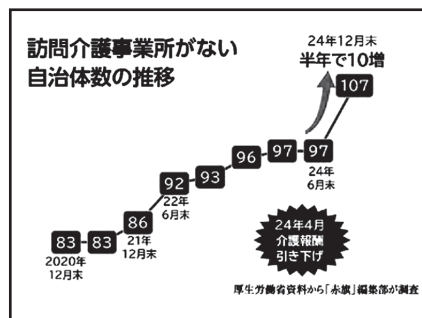 訪問介護事業所がない
自治体数の推移
24年12月末
半年で10増
107
97
97
96
93
92
86
83
83
24年
6月末
22年
6月末
21年
12月末
2020年
12月末
24年4月
介護報酬
引き下げ
厚生労働省資料から「赤旗」編集部が調査